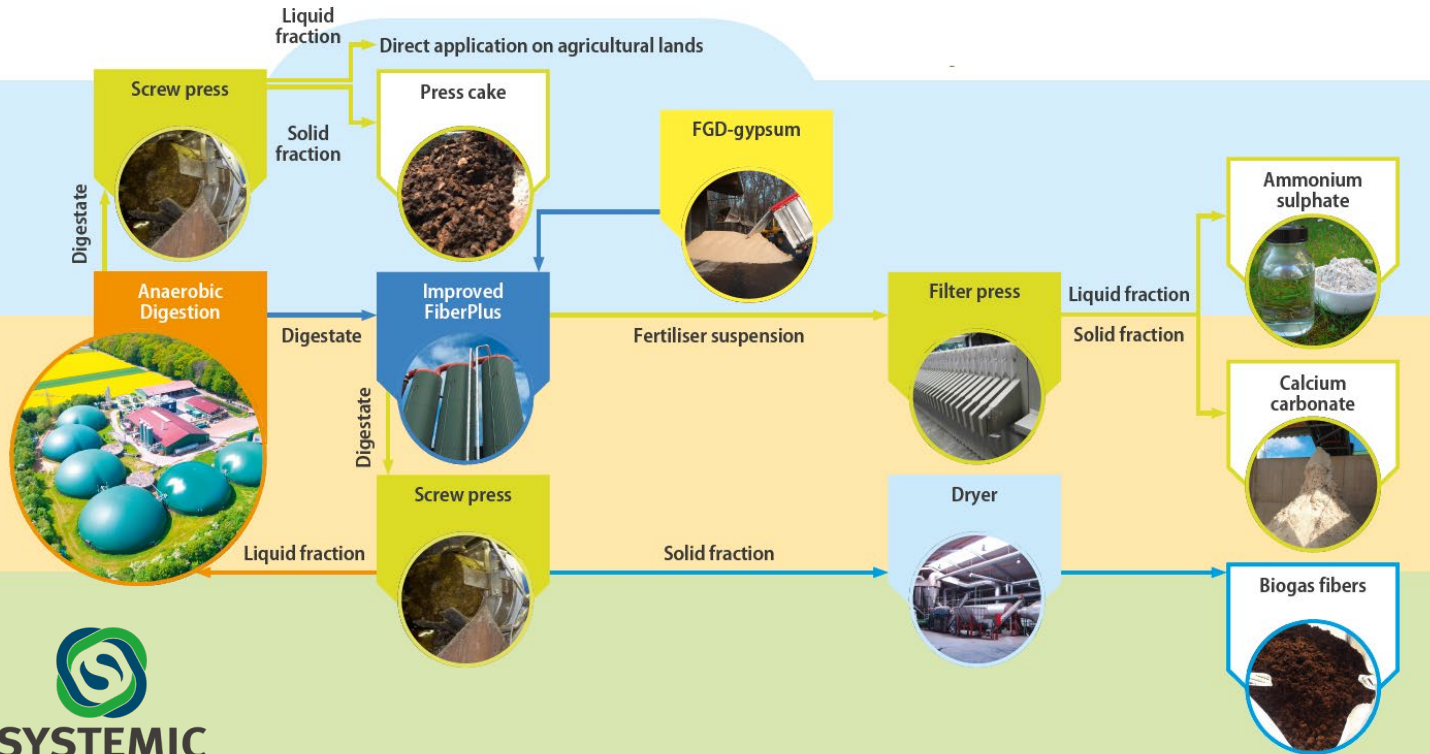 Liquid
fraction
Direct application on agricultural lands
Screw press
Press cake
FGD-gypsum
Solid
fraction
Ammonium
sulphate
Digestate
Anaerobic
Digestion
Improved
FiberPlus
Filter press
Liquid fraction
Digestate
Fertiliser suspension
Solid fraction
Calcium
carbonate
Digestate
Screw press
Dryer
Liquid fraction
Solid fraction
Biogas fibers
SYSTEMIC